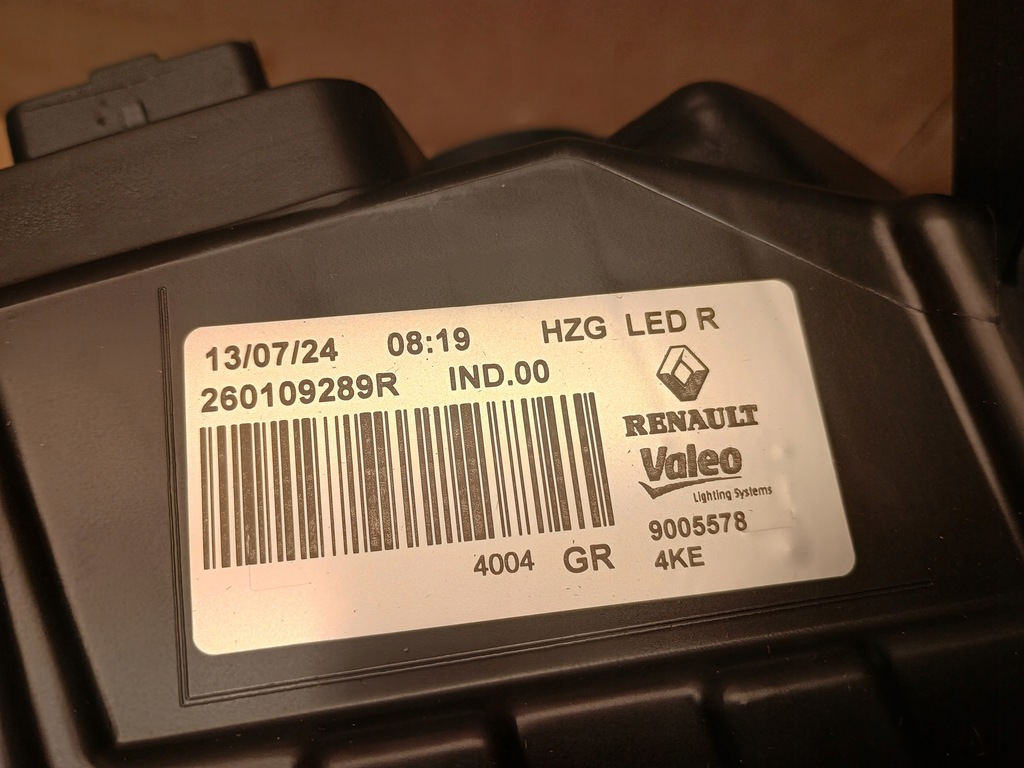 13/07/24 08:19 HZG LED R
260109289R IND.00
RENAULT
Valeo
Lighting Systems
9005578
4004 GR 4KE